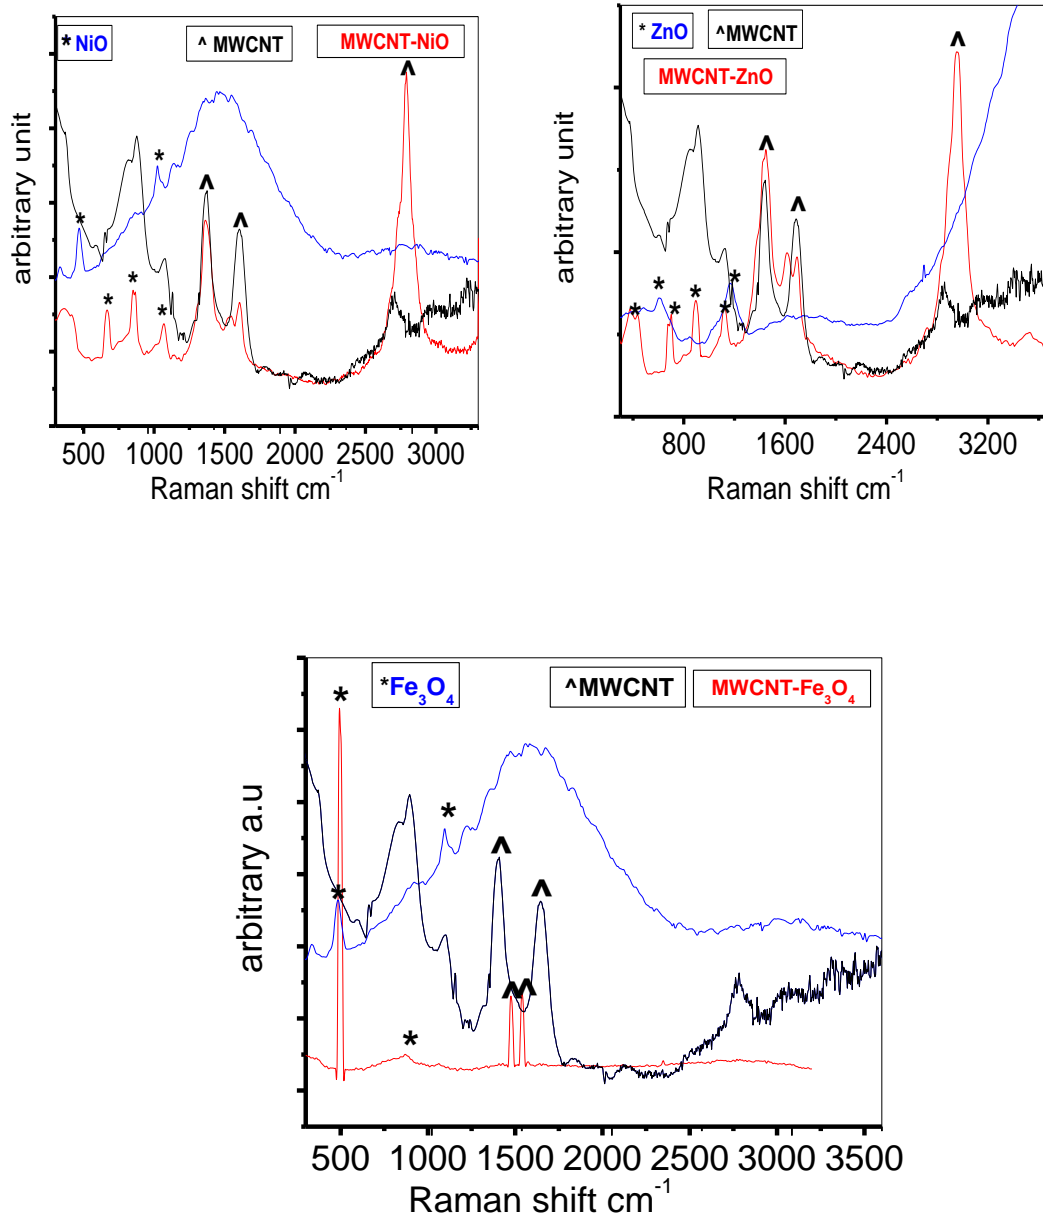 * NiO
^ MWCNT
MWCNT-NiO
* * * * *
^ ^ ^
arbitrary unit
500 1000 1500 2000 2500 3000
Raman shift cm⁻¹
* ZnO
^MWCNT
MWCNT-ZnO
* * * * * *
^ ^ ^
arbitrary unit
800 1600 2400 3200
Raman shift cm⁻¹
*Fe₃O₄
^MWCNT
MWCNT-Fe₃O₄
* * * *
^ ^ ^ ^
arbitrary a.u
500 1000 1500 2000 2500 3000 3500
Raman shift cm⁻¹